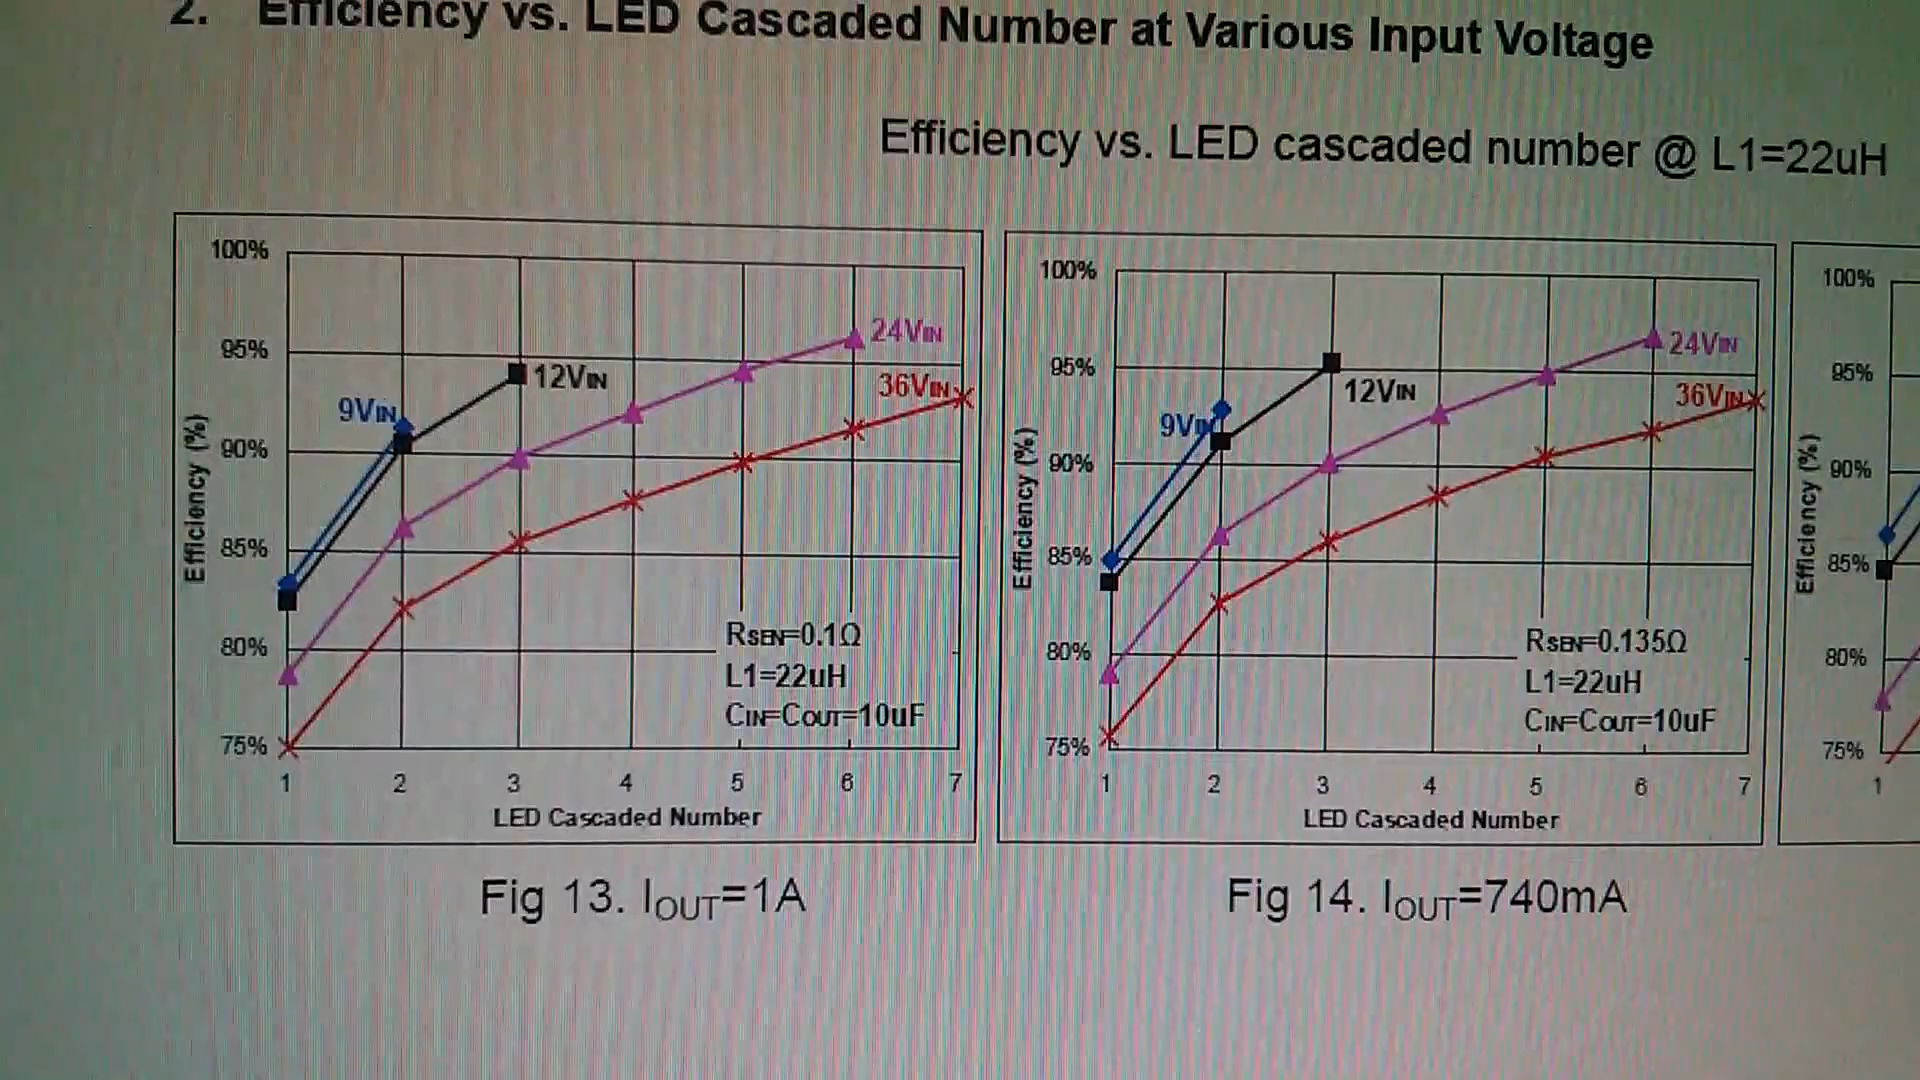 2. Efficiency vs. LED Cascaded Number at Various Input Voltage
Efficiency vs. LED cascaded number @ L1=22uH
100%
95%
90%
85%
80%
75%
Efficiency (%)
9VIN
12VIN
24VIN
36VIN
RSEN=0.1Ω
L1=22uH
CIN=COUT=10uF
1 2 3 4 5 6 7
LED Cascaded Number
Fig 13. IOUT=1A
100%
95%
90%
85%
80%
75%
Efficiency (%)
9VIN
12VIN
24VIN
36VIN
RSEN=0.135Ω
L1=22uH
CIN=COUT=10uF
1 2 3 4 5 6 7
LED Cascaded Number
Fig 14. IOUT=740mA
100%
95%
90%
85%
80%
75%
Efficiency (%)
1